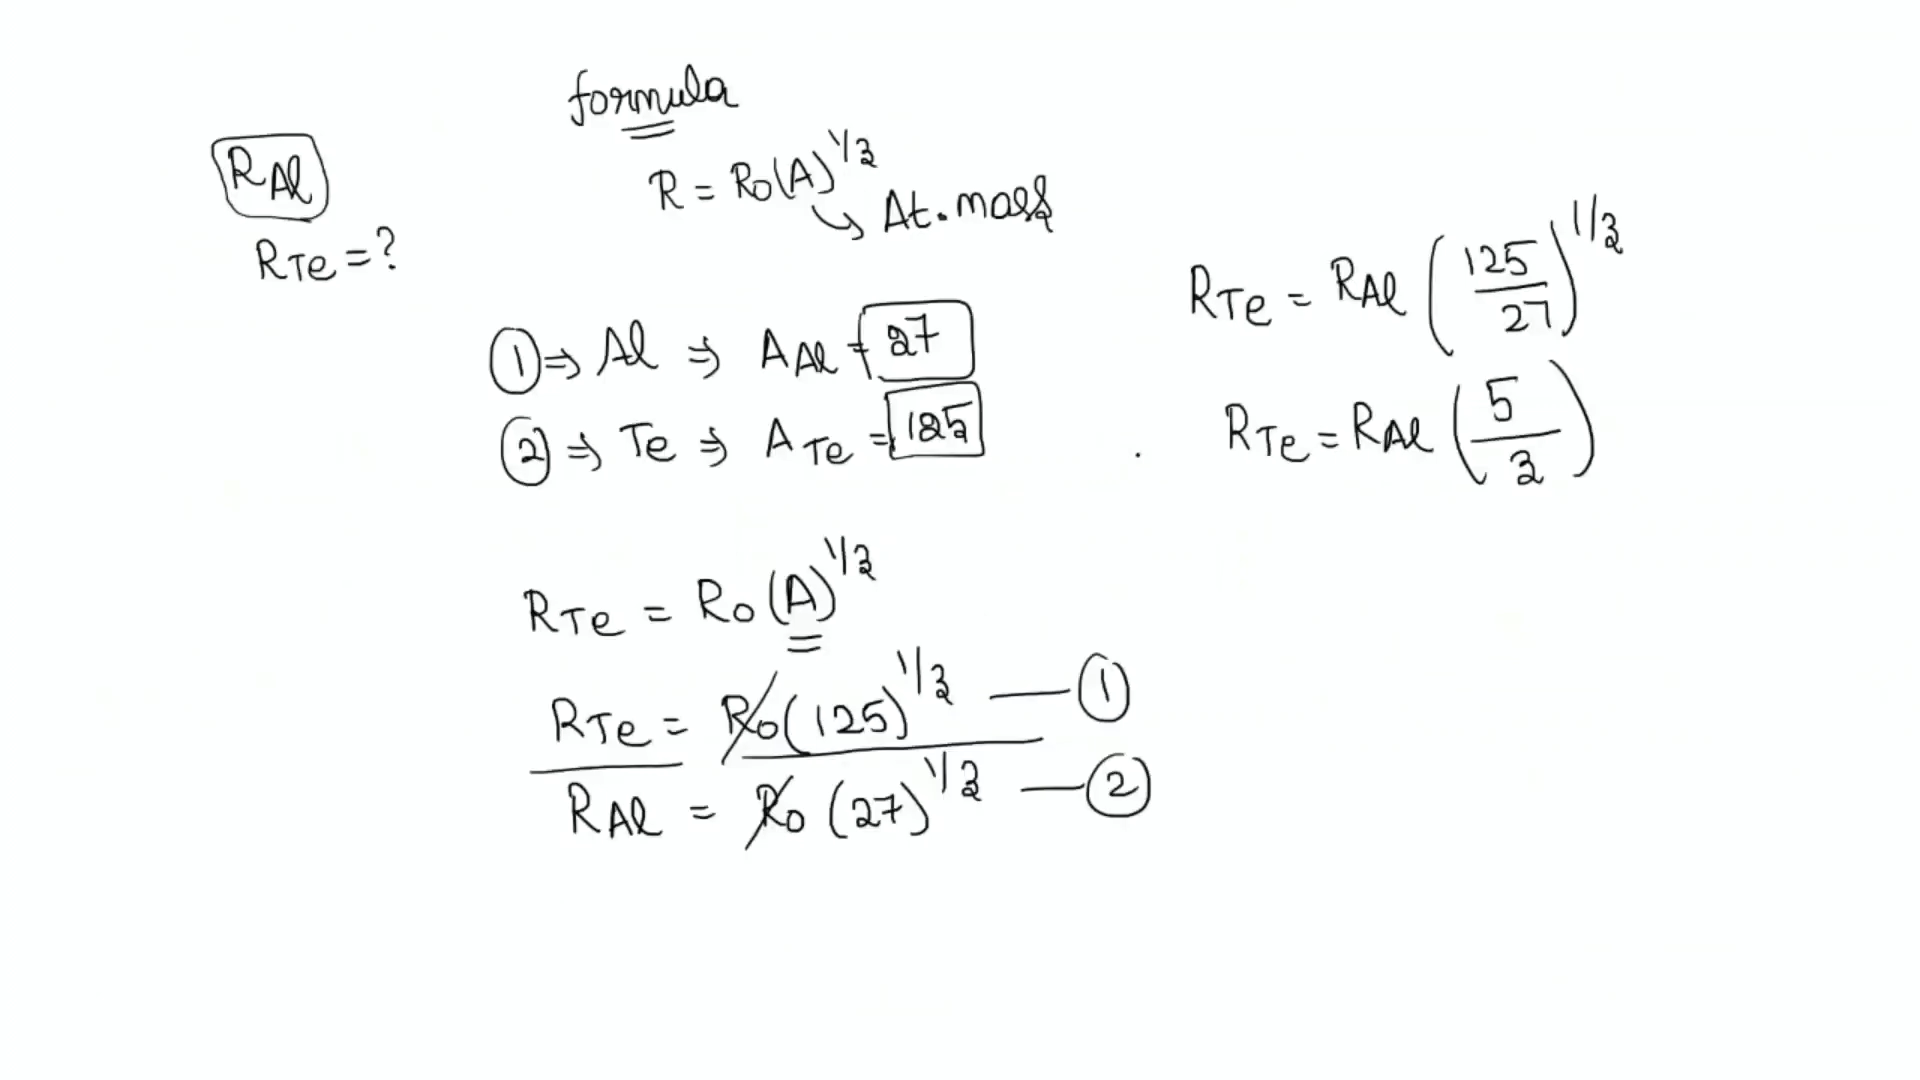 formula
R_Al
R_Te = ?
R = R₀(A)^1/3
At. mass
① ⇒ Al ⇒ A_Al = 27
② ⇒ Te ⇒ A_Te = 125
R_Te = R₀(A)^1/3
R_Te = R₀(125)^1/3 — ①
R_Al = R₀(27)^1/3 — ②
R_Te = R_Al (125/27)^1/3
R_Te = R_Al (5/3)